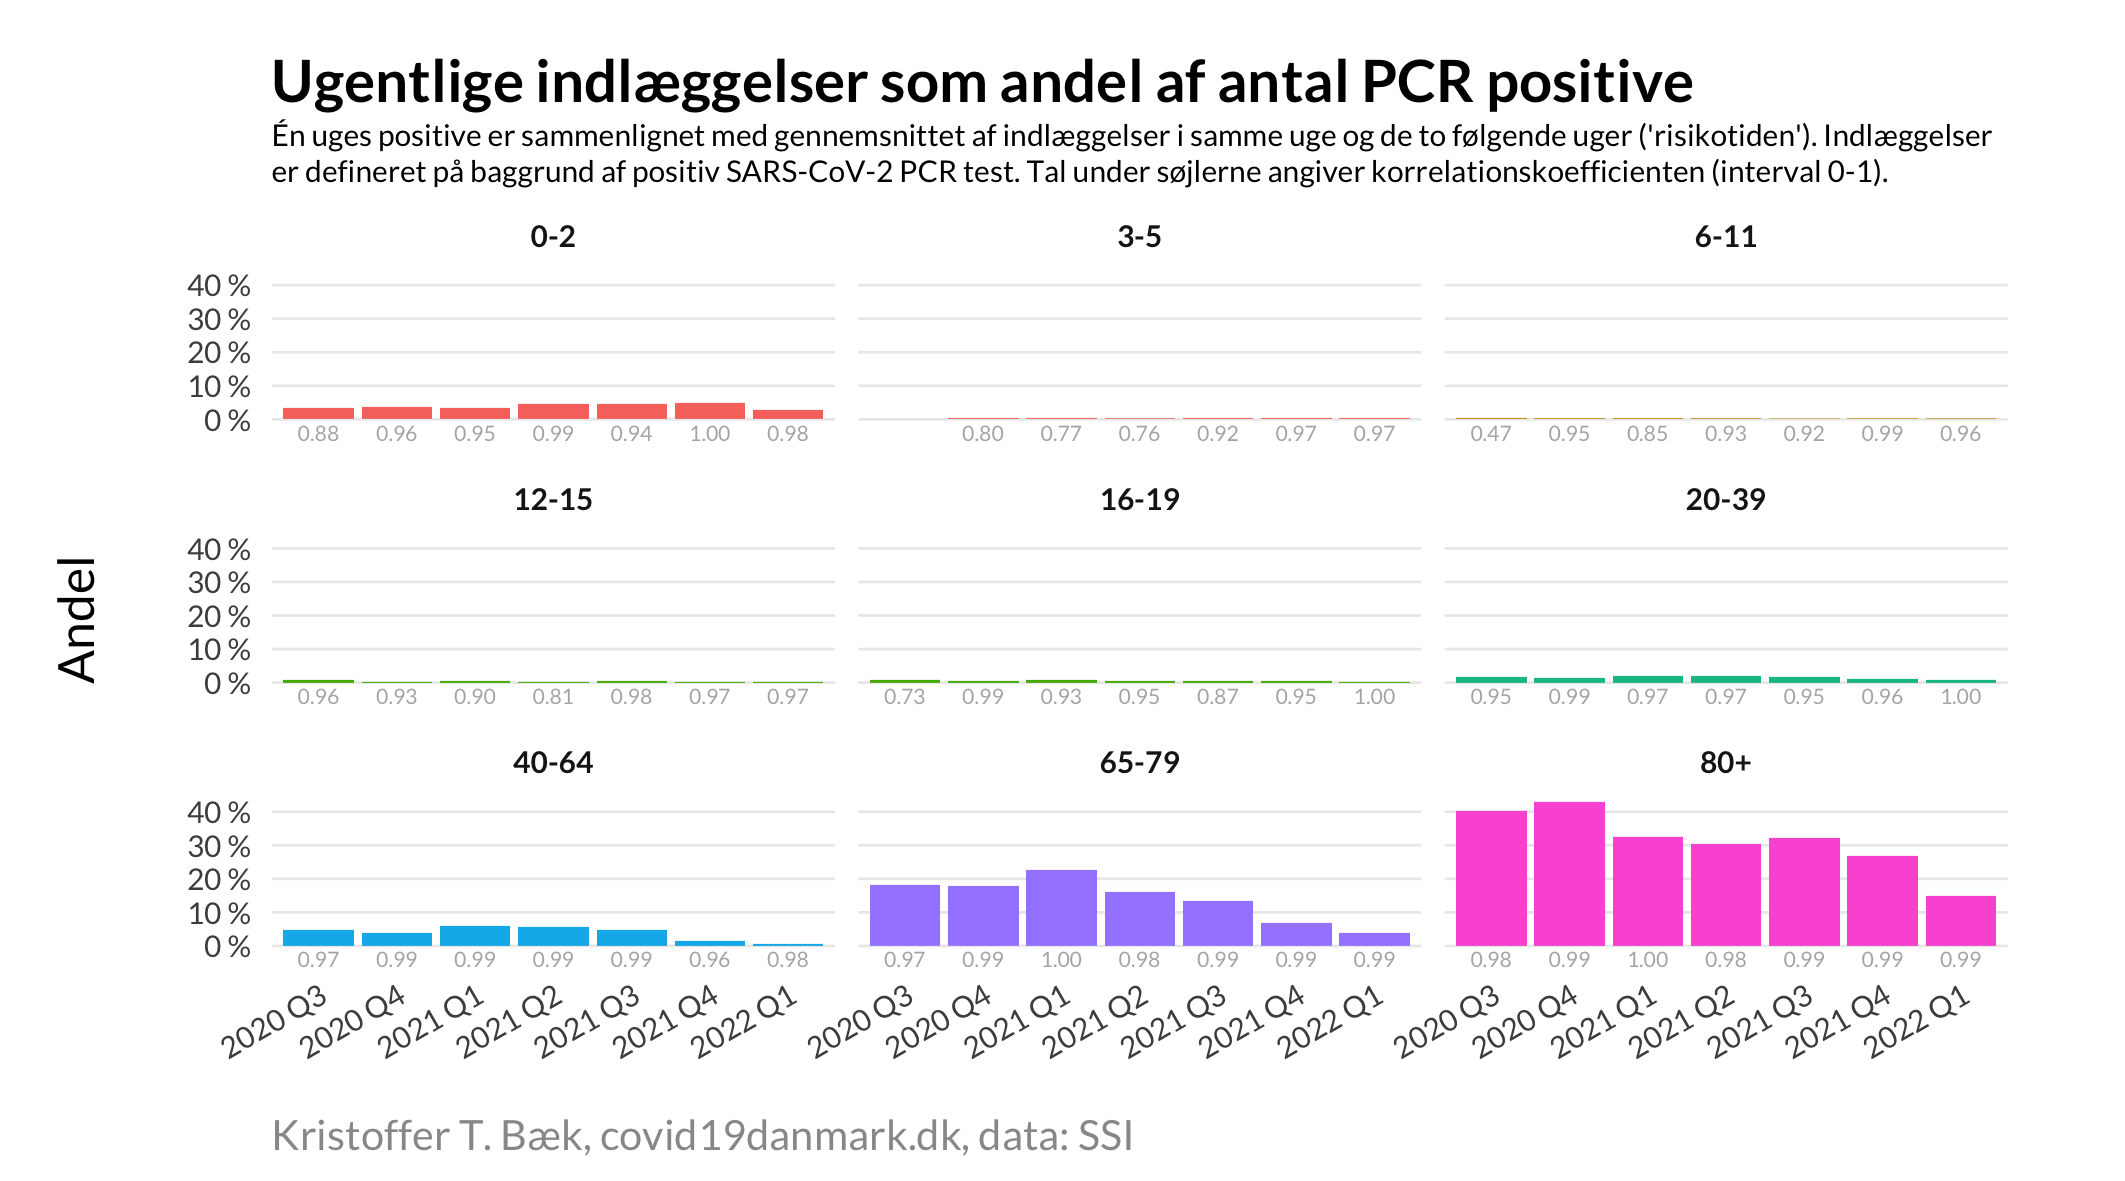 Ugentlige indlæggelser som andel af antal PCR positive
Én uges positive er sammenlignet med gennemsnittet af indlæggelser i samme uge og de to følgende uger ('risikotiden'). Indlæggelser
er defineret på baggrund af positiv SARS-CoV-2 PCR test. Tal under søjlerne angiver korrelationskoefficienten (interval 0-1).
Andel
0-2 3-5 6-11
40 %
30 %
20 %
10 %
0 %
0.88 0.96 0.95 0.99 0.94 1.00 0.98 0.80 0.77 0.76 0.92 0.97 0.97 0.47 0.95 0.85 0.93 0.92 0.99 0.96
12-15 16-19 20-39
40 %
30 %
20 %
10 %
0 %
0.96 0.93 0.90 0.81 0.98 0.97 0.97 0.73 0.99 0.93 0.95 0.87 0.95 1.00 0.95 0.99 0.97 0.97 0.95 0.96 1.00
40-64 65-79 80+
40 %
30 %
20 %
10 %
0 %
0.97 0.99 0.99 0.99 0.99 0.96 0.98 0.97 0.99 1.00 0.98 0.99 0.99 0.99 0.98 0.99 1.00 0.98 0.99 0.99 0.99
2020 Q3 2020 Q4 2021 Q1 2021 Q2 2021 Q3 2021 Q4 2022 Q1 2020 Q3 2020 Q4 2021 Q1 2021 Q2 2021 Q3 2021 Q4 2022 Q1 2020 Q3 2020 Q4 2021 Q1 2021 Q2 2021 Q3 2021 Q4 2022 Q1
Kristoffer T. Bæk, covid19danmark.dk, data: SSI